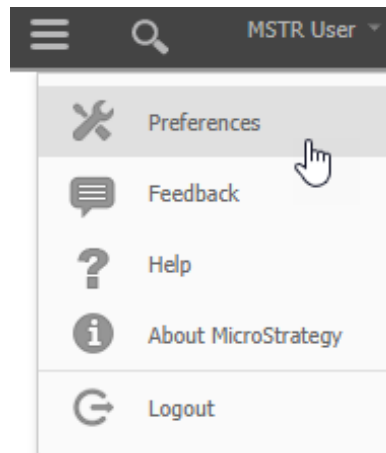 MSTR User
Preferences
Feedback
Help
About MicroStrategy
Logout